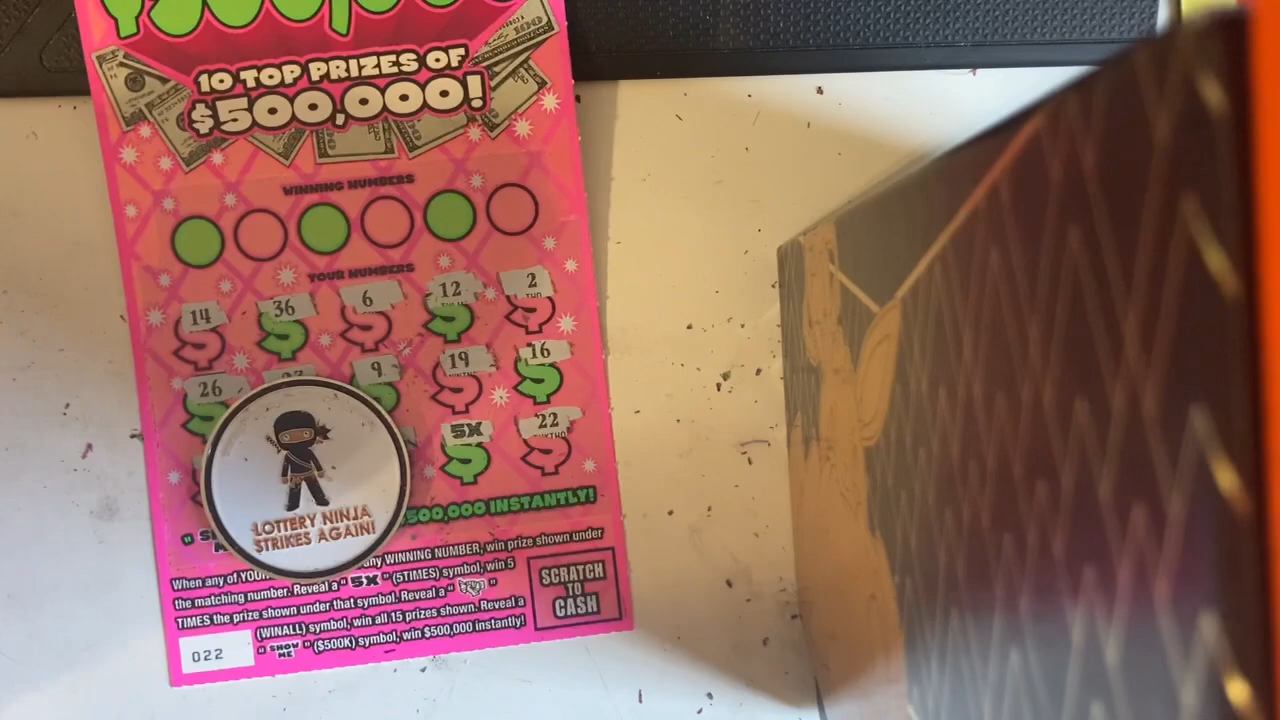 10 TOP PRIZES OF
$500,000!
WINNING NUMBERS
YOUR NUMBERS
14 36 6 12 2
TWO
26 9 19 16
5X 22
$500,000 INSTANTLY!
LOTTERY NINJA
STRIKES AGAIN!
When any of YOUR any WINNING NUMBER, win prize shown under
the matching number. Reveal a "5X" (5TIMES) symbol, win 5
TIMES the prize shown under that symbol. Reveal a " "
(WINALL) symbol, win all 15 prizes shown. Reveal a
"SHOW ME" ($500K) symbol, win $500,000 instantly!
022
SCRATCH
TO
CASH